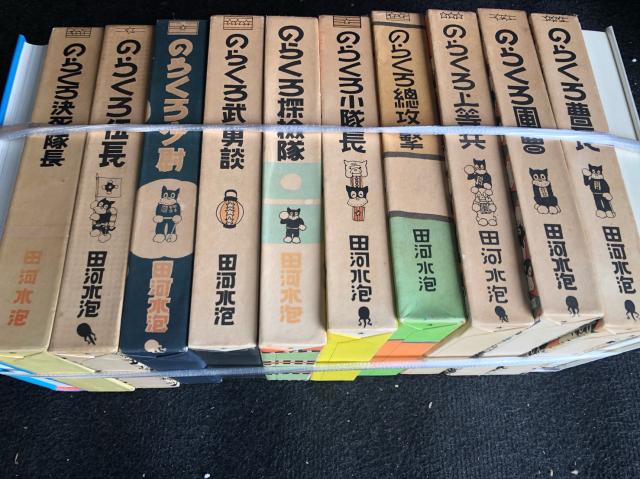 のらくろ決死隊長
田河水泡
のらくろ伍長
田河水泡
のらくろ少尉
田河水泡
のらくろ武勇談
田河水泡
のらくろ探検隊
田河水泡
のらくろ小隊長
田河水泡
のらくろ總攻撃
田河水泡
のらくろ上等兵
田河水泡
のらくろ
田河水泡
のらくろ曹長
田河水泡